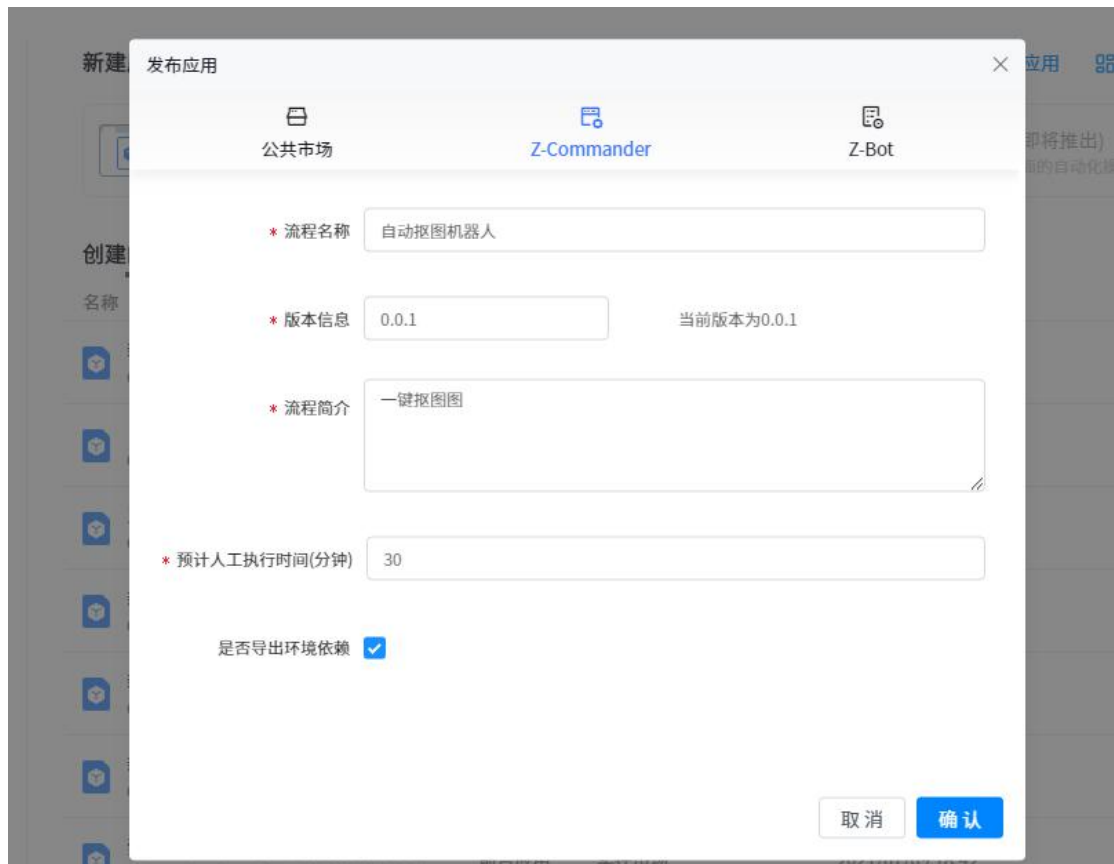 新建
发布应用
应用
公共市场
Z-Commander
Z-Bot
即将推出)
的自动化
* 流程名称 自动抠图机器人
创建
名称
* 版本信息 0.0.1 当前版本为0.0.1
* 流程简介 一键抠图图
* 预计人工执行时间(分钟) 30
是否导出环境依赖
取消 确认